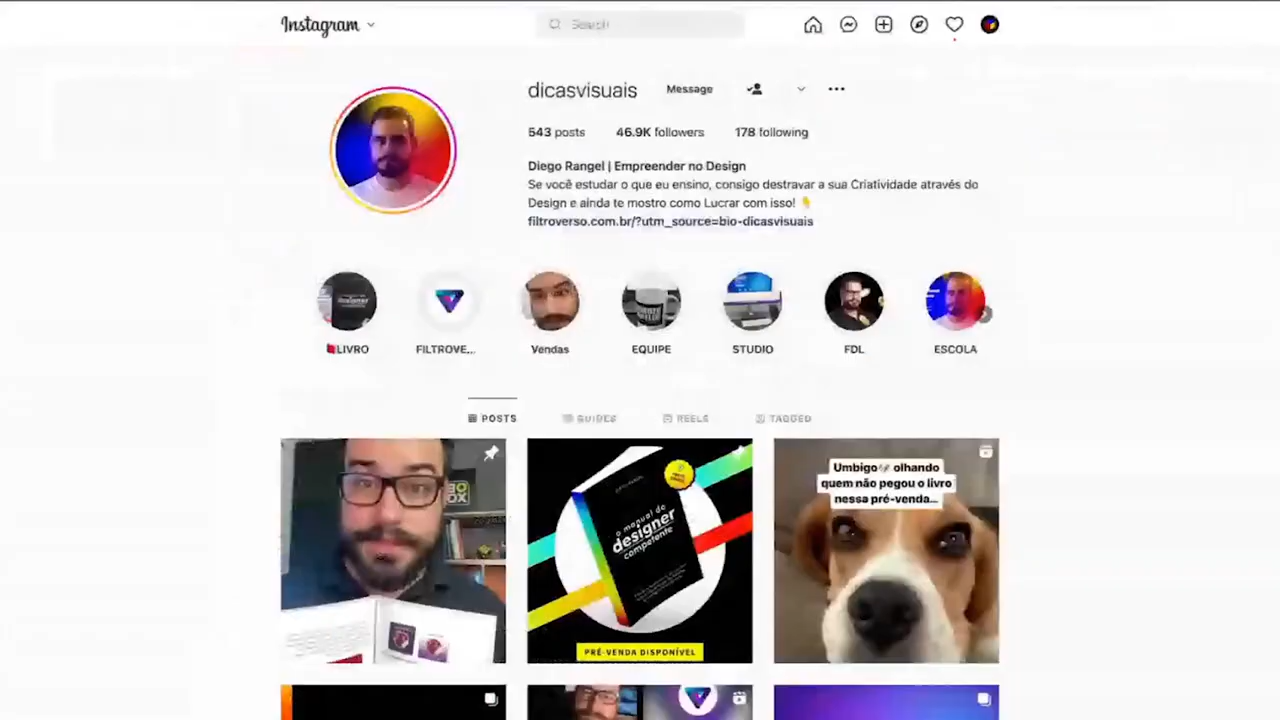 Instagram
Search
dicasvisuais
Message
543 posts 46.9K followers 178 following
Diego Rangel | Empreender no Design
Se você estudar o que eu ensino, consigo destravar a sua Criatividade através do
Design e ainda te mostro como Lucrar com isso! 👇
filtroverso.com.br/?utm_source=bio-dicasvisuais
LIVRO FILTROVE... Vendas EQUIPE STUDIO FDL ESCOLA
POSTS GUIDES REELS TAGGED
o manual do
designer
competente
PRÉ-VENDA DISPONÍVEL
Umbigo olhando
quem não pegou o livro
nessa pré-venda...